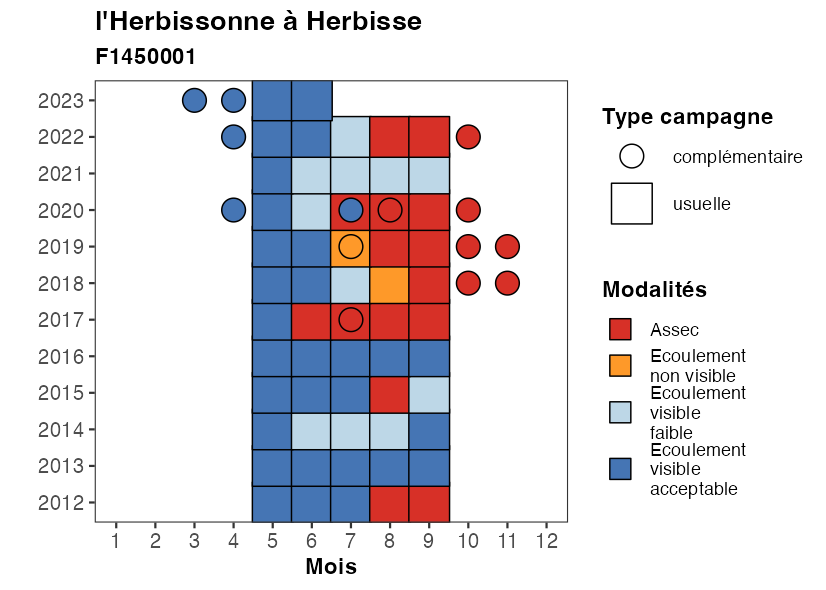 l'Herbissonne à Herbisse
F1450001
2023
2022
2021
2020
2019
2018
2017
2016
2015
2014
2013
2012
1 2 3 4 5 6 7 8 9 10 11 12
Mois
Type campagne
complémentaire
usuelle
Modalités
Assec
Ecoulement
non visible
Ecoulement
visible
faible
Ecoulement
visible
acceptable